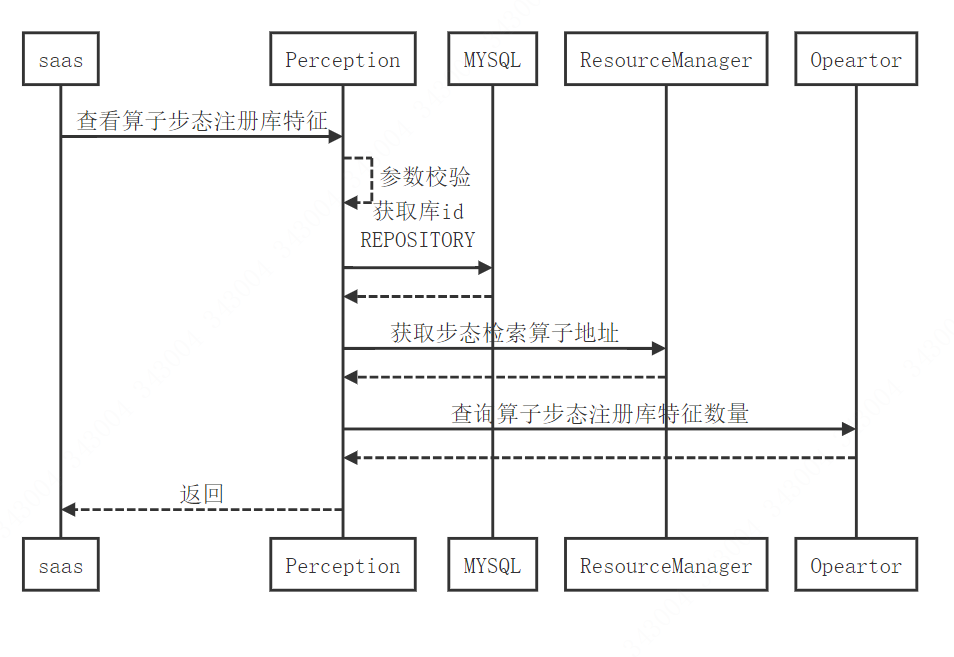 saas
Perception
MYSQL
ResourceManager
Opeartor
查看算子步态注册库特征
参数校验
获取库id
REPOSITORY
获取步态检索算子地址
查询算子步态注册库特征数量
返回
saas
Perception
MYSQL
ResourceManager
Opeartor